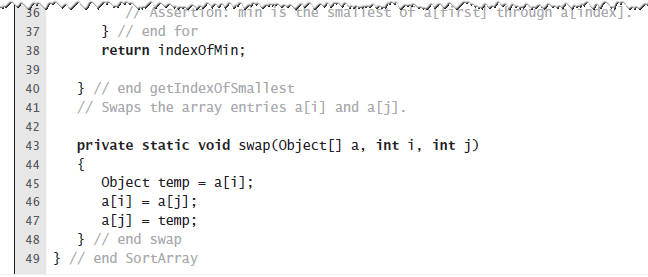 36 // Assertion: min is the smallest of a[first] through a[index].
37 } // end for
38 return indexOfMin;
39
40 } // end getIndexOfSmallest
41 // Swaps the array entries a[i] and a[j].
42
43 private static void swap(Object[] a, int i, int j)
44 {
45 Object temp = a[i];
46 a[i] = a[j];
47 a[j] = temp;
48 } // end swap
49 } // end SortArray